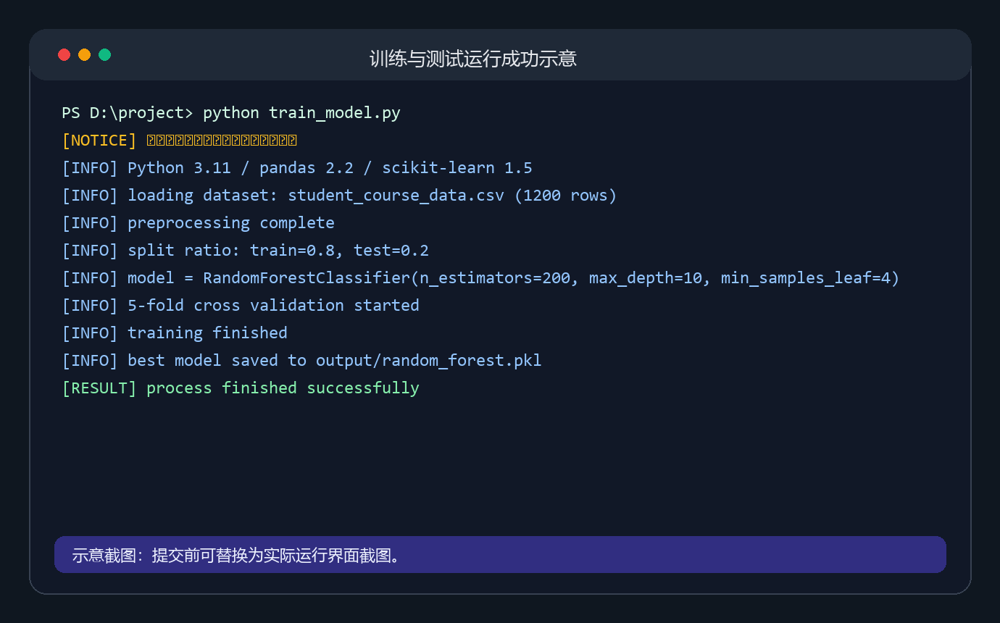 训练与测试运行成功示意
PS D:\project> python train_model.py
[NOTICE]
[INFO] Python 3.11 / pandas 2.2 / scikit-learn 1.5
[INFO] loading dataset: student_course_data.csv (1200 rows)
[INFO] preprocessing complete
[INFO] split ratio: train=0.8, test=0.2
[INFO] model = RandomForestClassifier(n_estimators=200, max_depth=10, min_samples_leaf=4)
[INFO] 5-fold cross validation started
[INFO] training finished
[INFO] best model saved to output/random_forest.pkl
[RESULT] process finished successfully
示意截图：提交前可替换为实际运行界面截图。